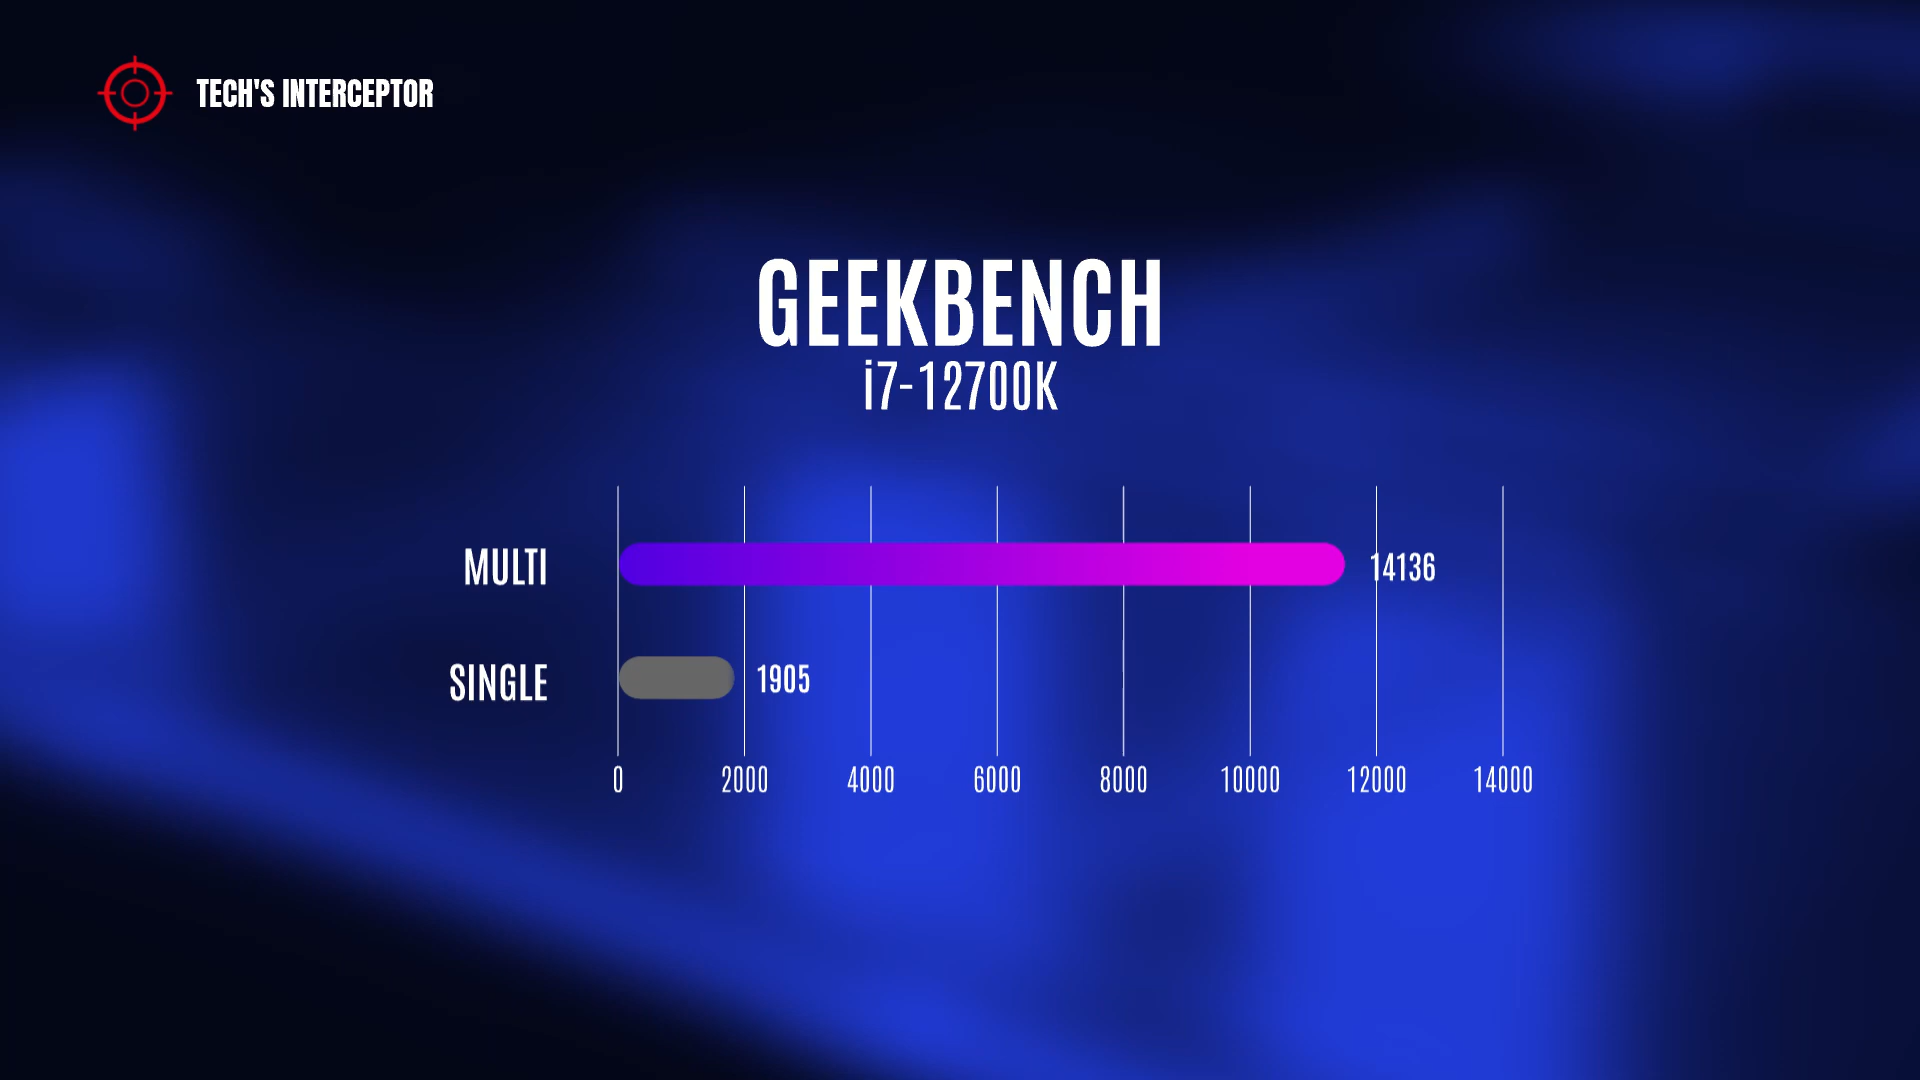 TECH'S INTERCEPTOR
GEEKBENCH
i7-12700K
MULTI 14136
SINGLE 1905
0 2000 4000 6000 8000 10000 12000 14000